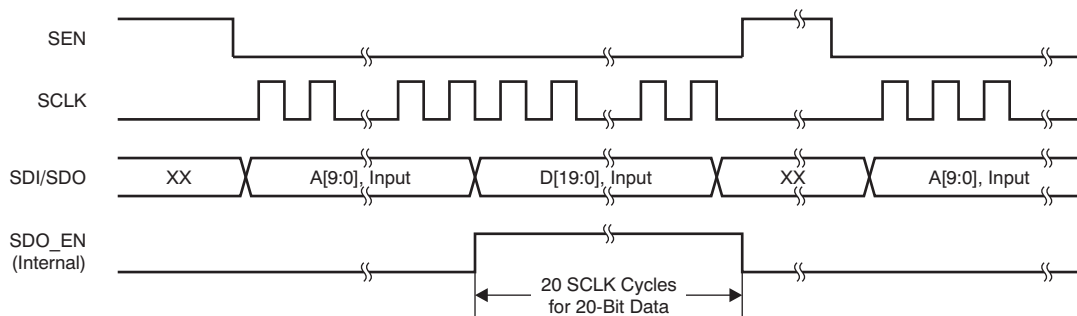 SEN
SCLK
SDI/SDO
XX
A[9:0], Input
D[19:0], Input
XX
A[9:0], Input
SDO_EN
(Internal)
20 SCLK Cycles
for 20-Bit Data